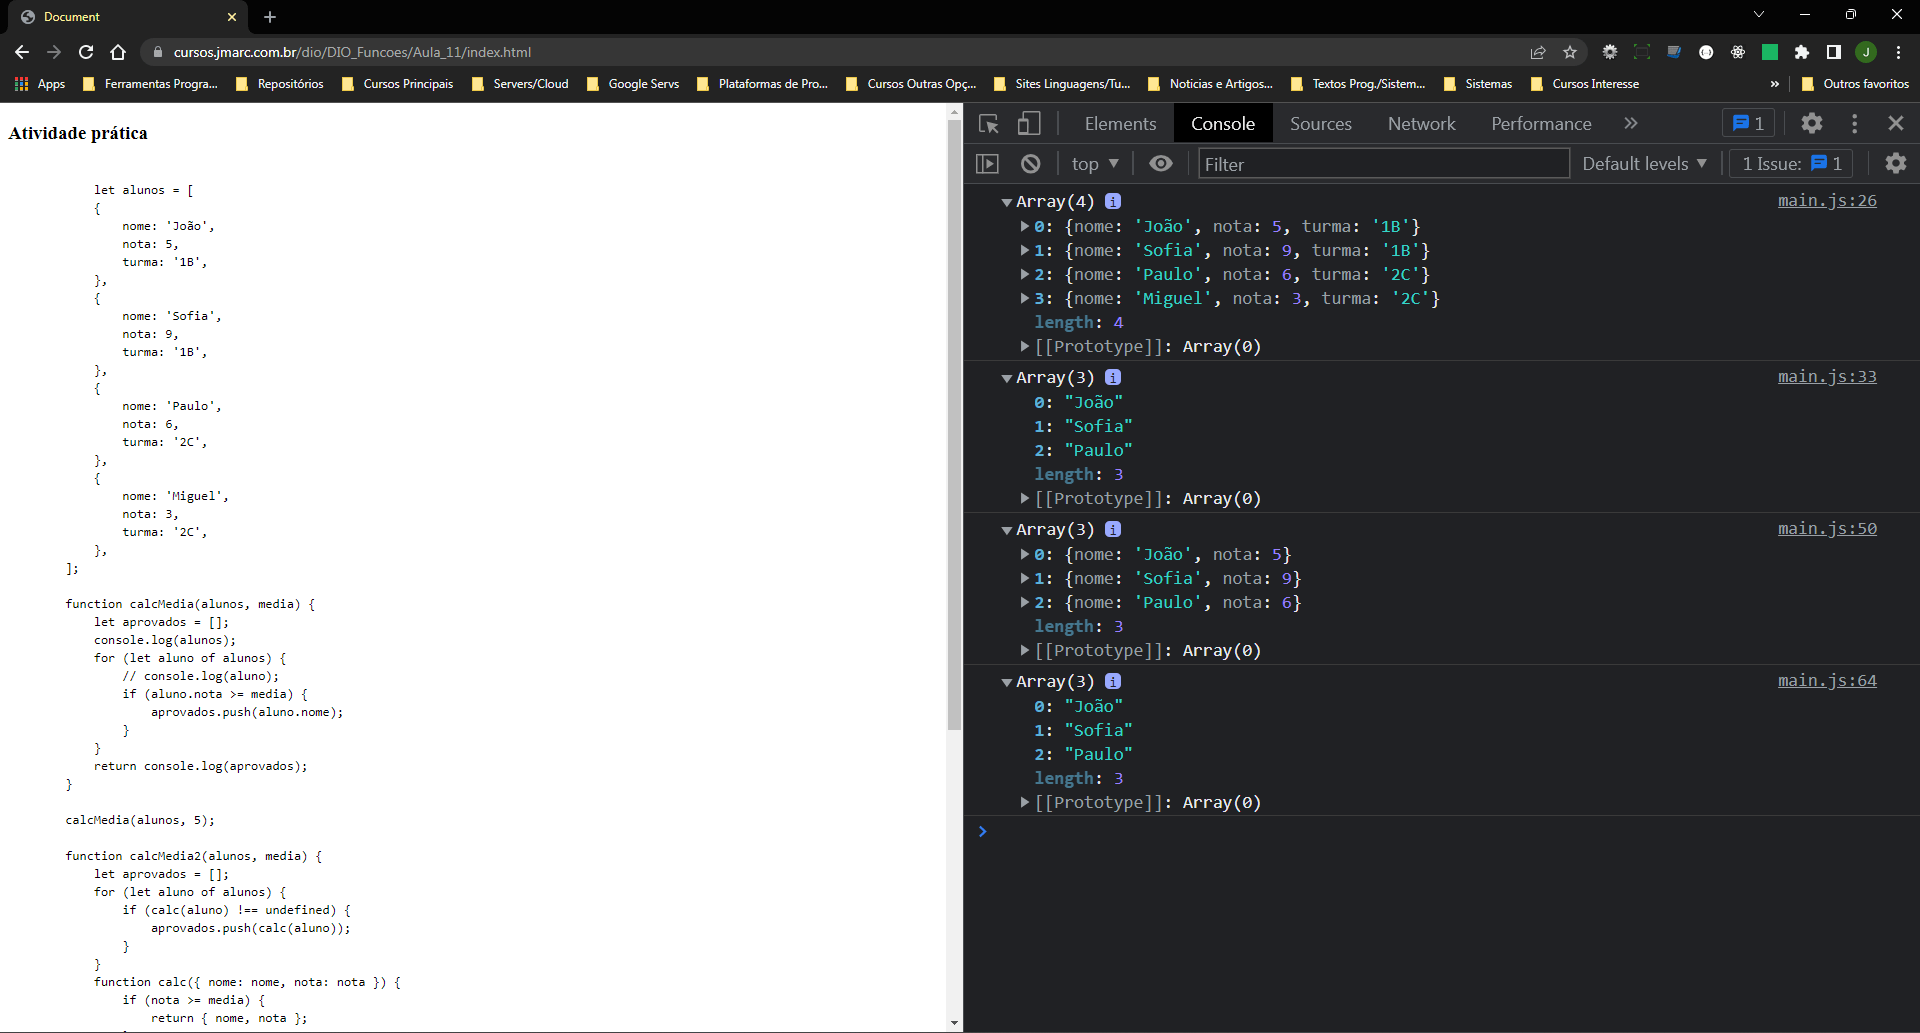 Document
cursos.jmarc.com.br/dio/DIO_Funcoes/Aula_11/index.html
J
Apps
Ferramentas Progra...
Repositórios
Cursos Principais
Servers/Cloud
Google Servs
Plataformas de Pro...
Cursos Outras Opç...
Sites Linguagens/Tu...
Noticias e Artigos...
Textos Prog./Sistem...
Sistemas
Cursos Interesse
»
Outros favoritos
Atividade prática
let alunos = [
{
nome: 'João',
nota: 5,
turma: '1B',
},
{
nome: 'Sofia',
nota: 9,
turma: '1B',
},
{
nome: 'Paulo',
nota: 6,
turma: '2C',
},
{
nome: 'Miguel',
nota: 3,
turma: '2C',
},
];
function calcMedia(alunos, media) {
let aprovados = [];
console.log(alunos);
for (let aluno of alunos) {
// console.log(aluno);
if (aluno.nota >= media) {
aprovados.push(aluno.nome);
}
}
return console.log(aprovados);
}
calcMedia(alunos, 5);
function calcMedia2(alunos, media) {
let aprovados = [];
for (let aluno of alunos) {
if (calc(aluno) !== undefined) {
aprovados.push(calc(aluno));
}
}
function calc({ nome: nome, nota: nota }) {
if (nota >= media) {
return { nome, nota };
Elements Console Sources Network Performance » 1
top Filter Default levels 1 Issue: 1
Array(4) i main.js:26
0: {nome: 'João', nota: 5, turma: '1B'}
1: {nome: 'Sofia', nota: 9, turma: '1B'}
2: {nome: 'Paulo', nota: 6, turma: '2C'}
3: {nome: 'Miguel', nota: 3, turma: '2C'}
length: 4
[[Prototype]]: Array(0)
Array(3) i main.js:33
0: "João"
1: "Sofia"
2: "Paulo"
length: 3
[[Prototype]]: Array(0)
Array(3) i main.js:50
0: {nome: 'João', nota: 5}
1: {nome: 'Sofia', nota: 9}
2: {nome: 'Paulo', nota: 6}
length: 3
[[Prototype]]: Array(0)
Array(3) i main.js:64
0: "João"
1: "Sofia"
2: "Paulo"
length: 3
[[Prototype]]: Array(0)